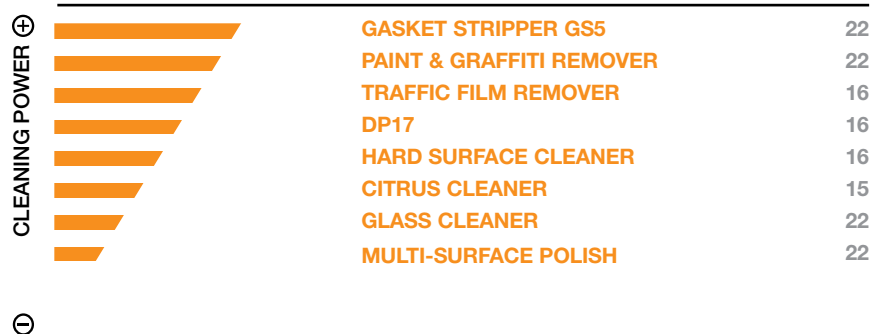 CLEANING POWER
GASKET STRIPPER GS5 22
PAINT & GRAFFITI REMOVER 22
TRAFFIC FILM REMOVER 16
DP17 16
HARD SURFACE CLEANER 16
CITRUS CLEANER 15
GLASS CLEANER 22
MULTI-SURFACE POLISH 22